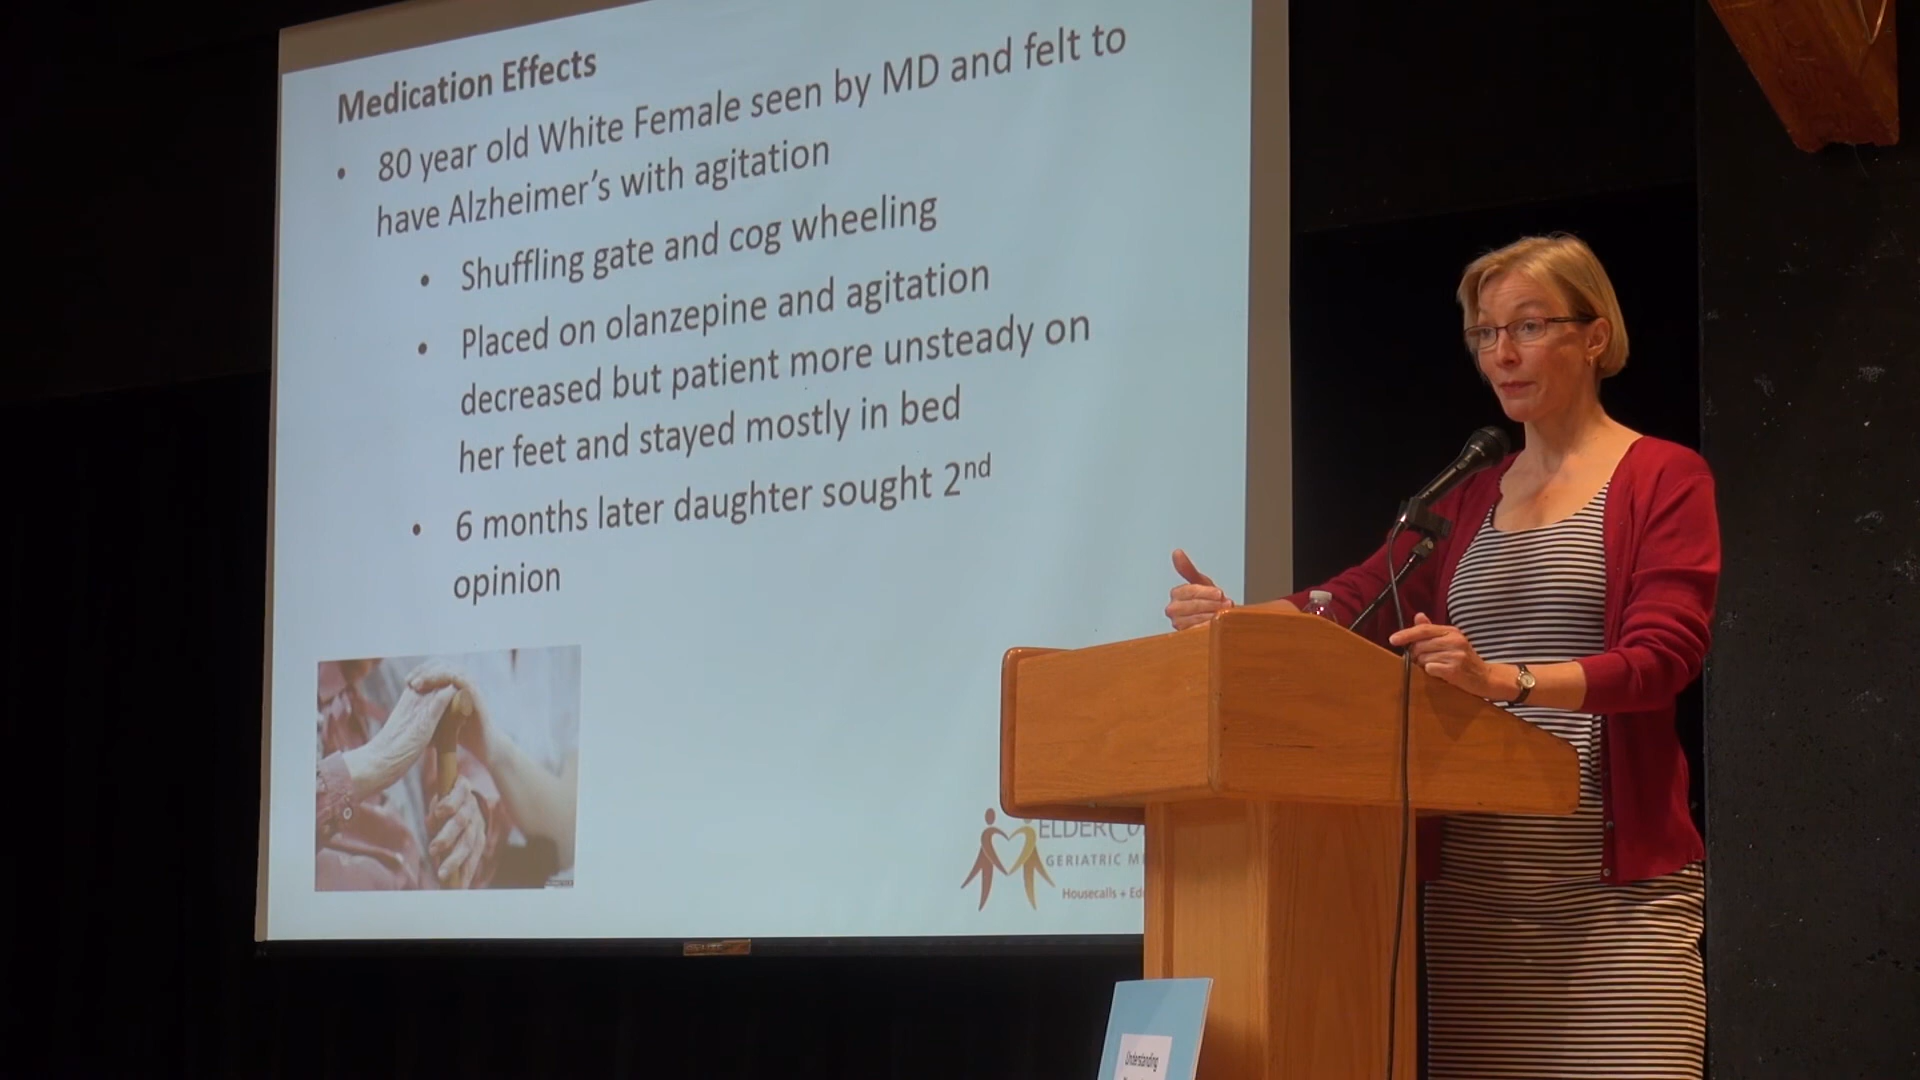 Medication Effects
• 80 year old White Female seen by MD and felt to
have Alzheimer's with agitation
• Shuffling gate and cog wheeling
• Placed on olanzepine and agitation
decreased but patient more unsteady on
her feet and stayed mostly in bed
• 6 months later daughter sought 2nd
opinion
GERIATRIC
Housecalls +
Understanding